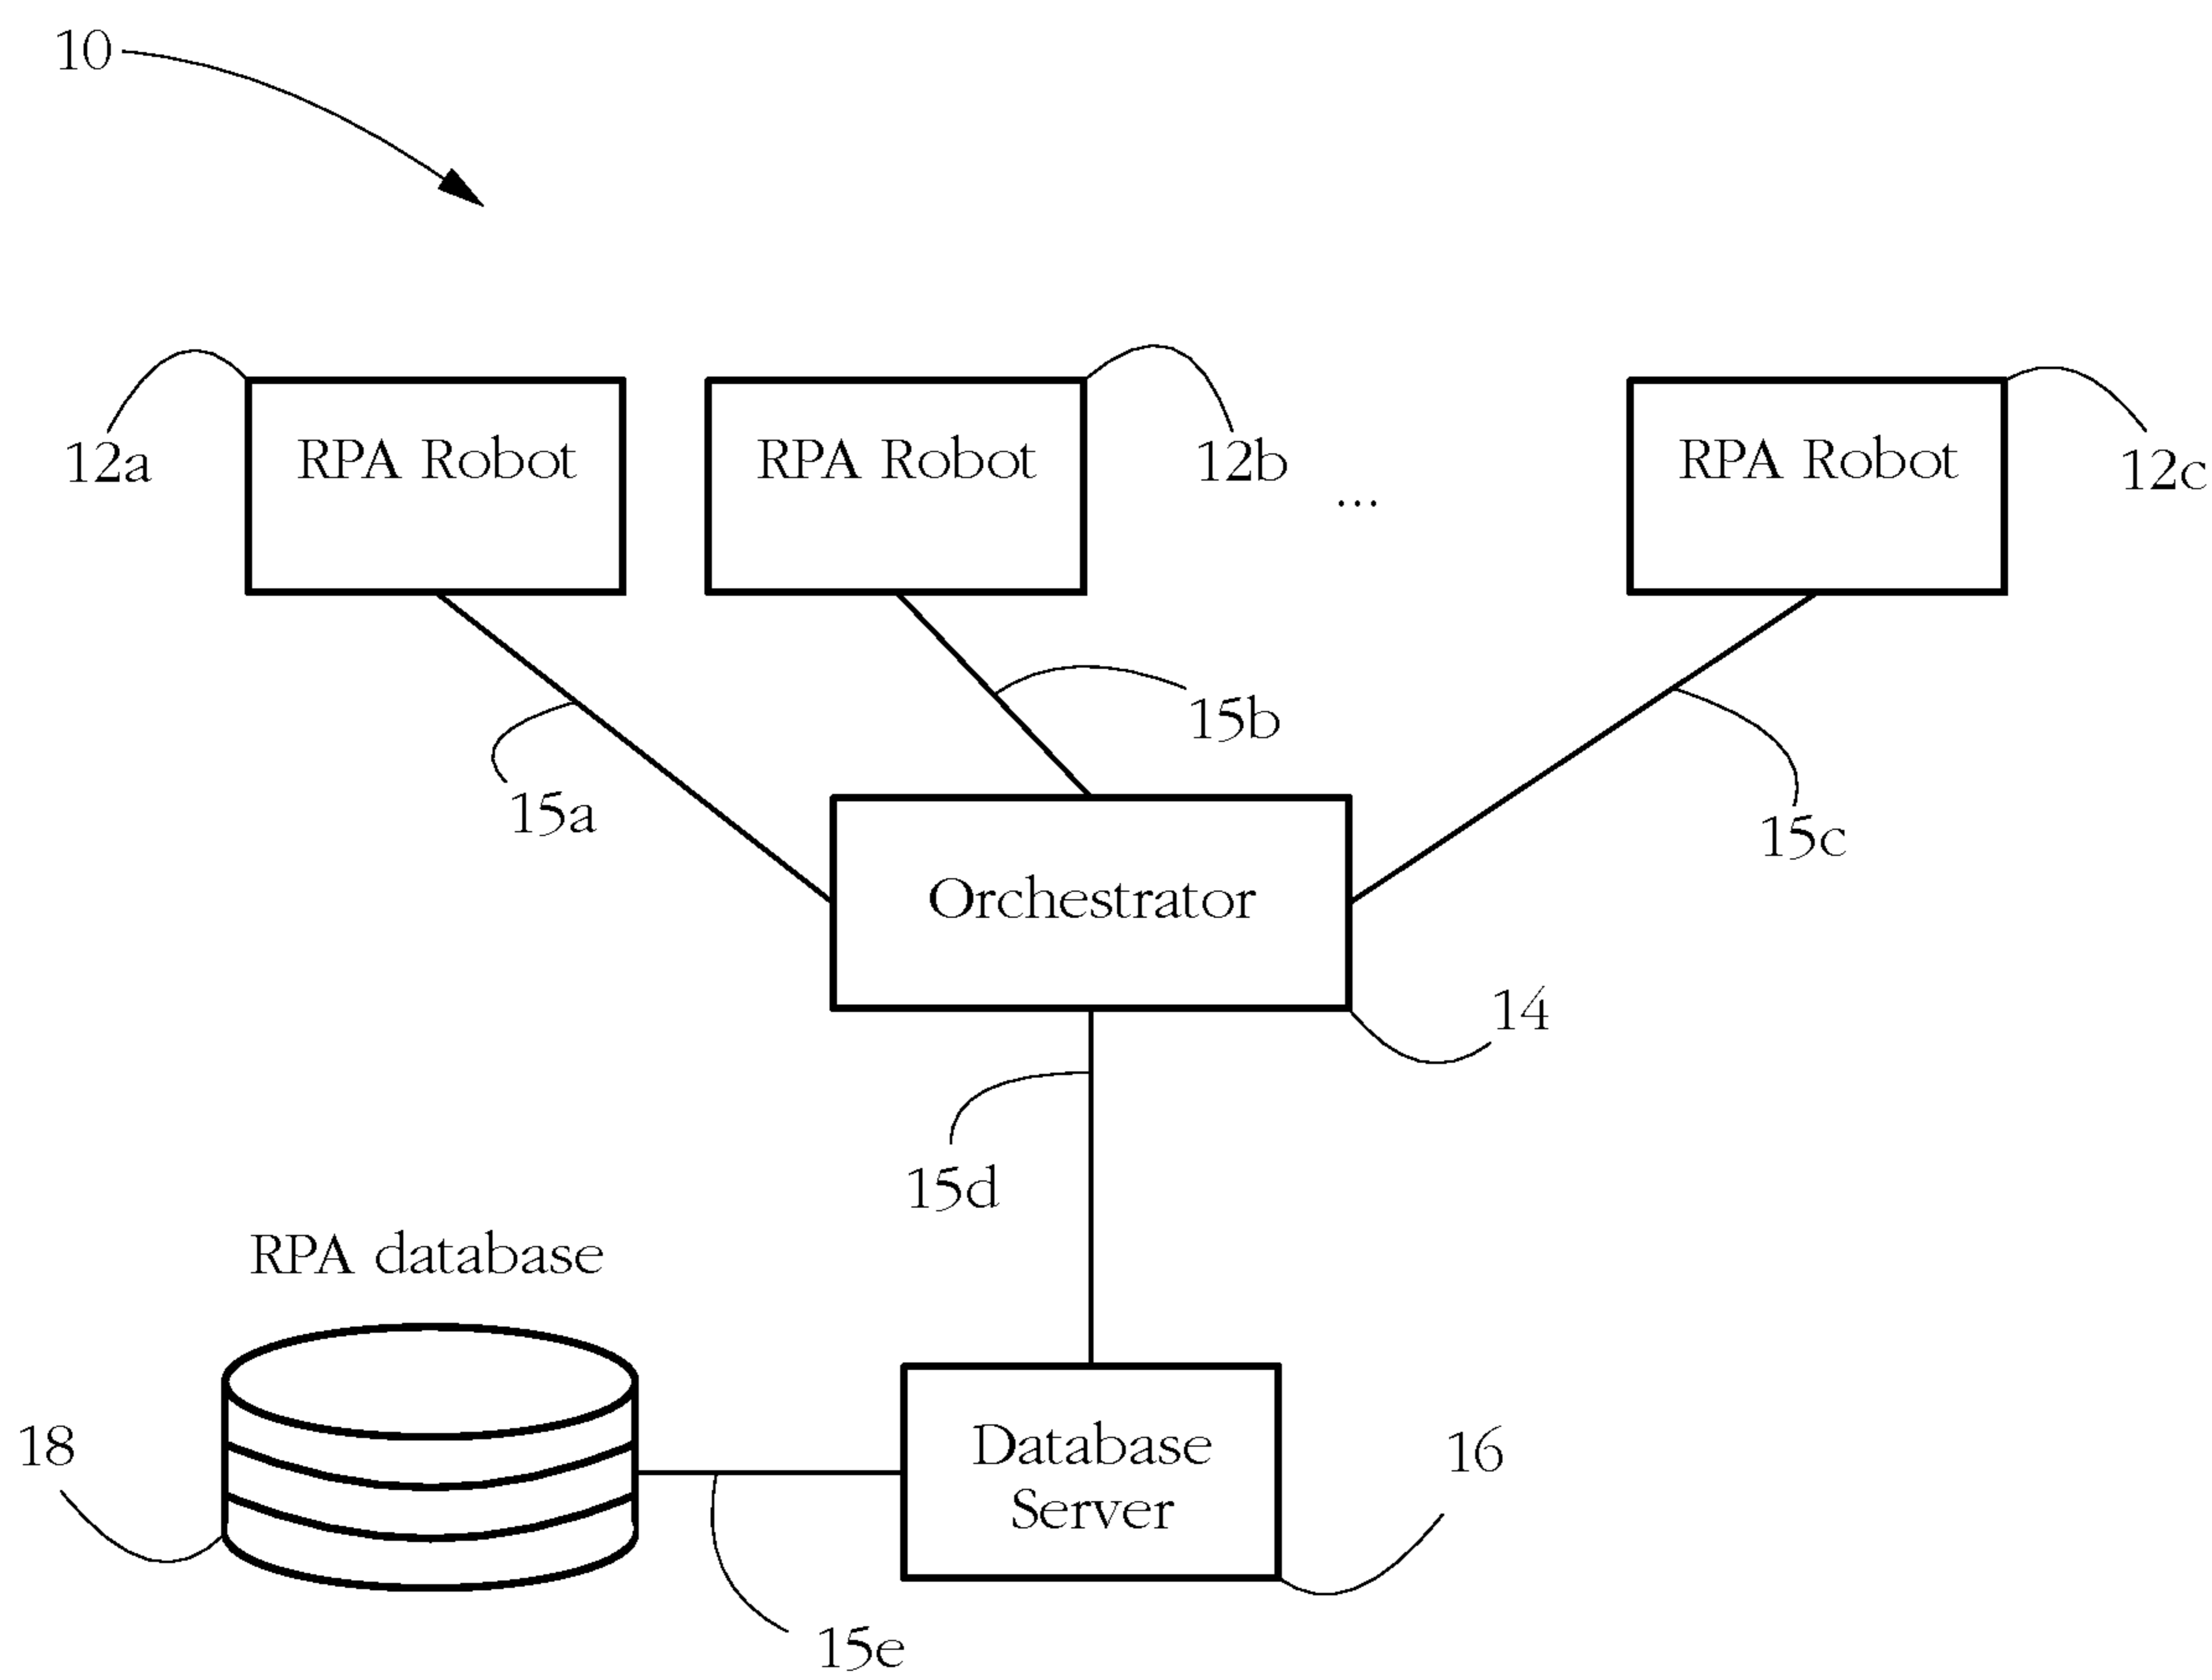 10
12a
RPA Robot
RPA Robot
12b
...
RPA Robot
12c
15a
15b
15c
Orchestrator
14
15d
RPA database
18
Database
Server
16
15e